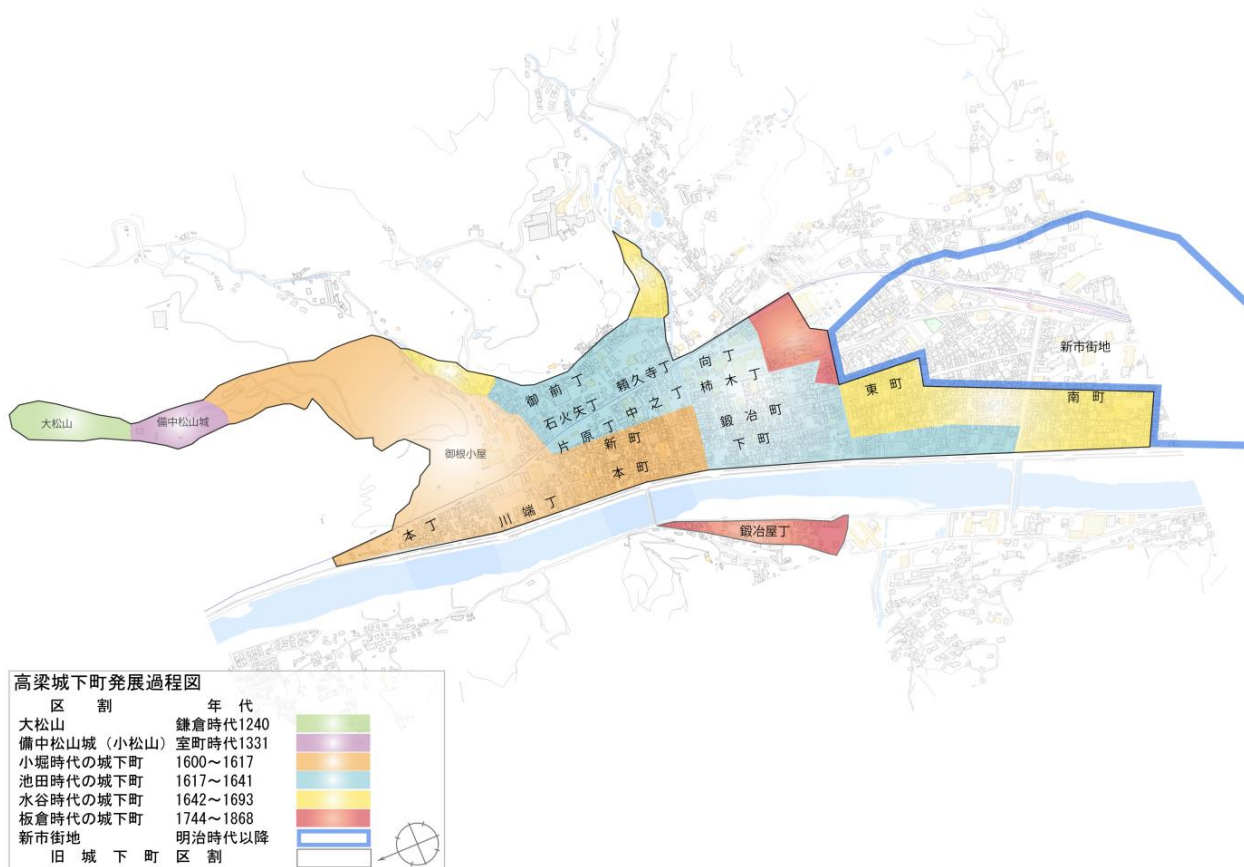 新市街地
向丁
頼久寺丁
御前丁
柿木丁
中之丁
石火矢丁
東町
南町
大松山
備中松山城
鍛冶町
片原丁
新町
下町
御根小屋
本町
川端丁
本丁
鍛冶屋丁
高梁城下町発展過程図
区 割 年 代
大松山 鎌倉時代1240
備中松山城（小松山） 室町時代1331
小堀時代の城下町 1600～1617
池田時代の城下町 1617～1641
水谷時代の城下町 1642～1693
板倉時代の城下町 1744～1868
新市街地 明治時代以降
旧 城 下 町 区 割